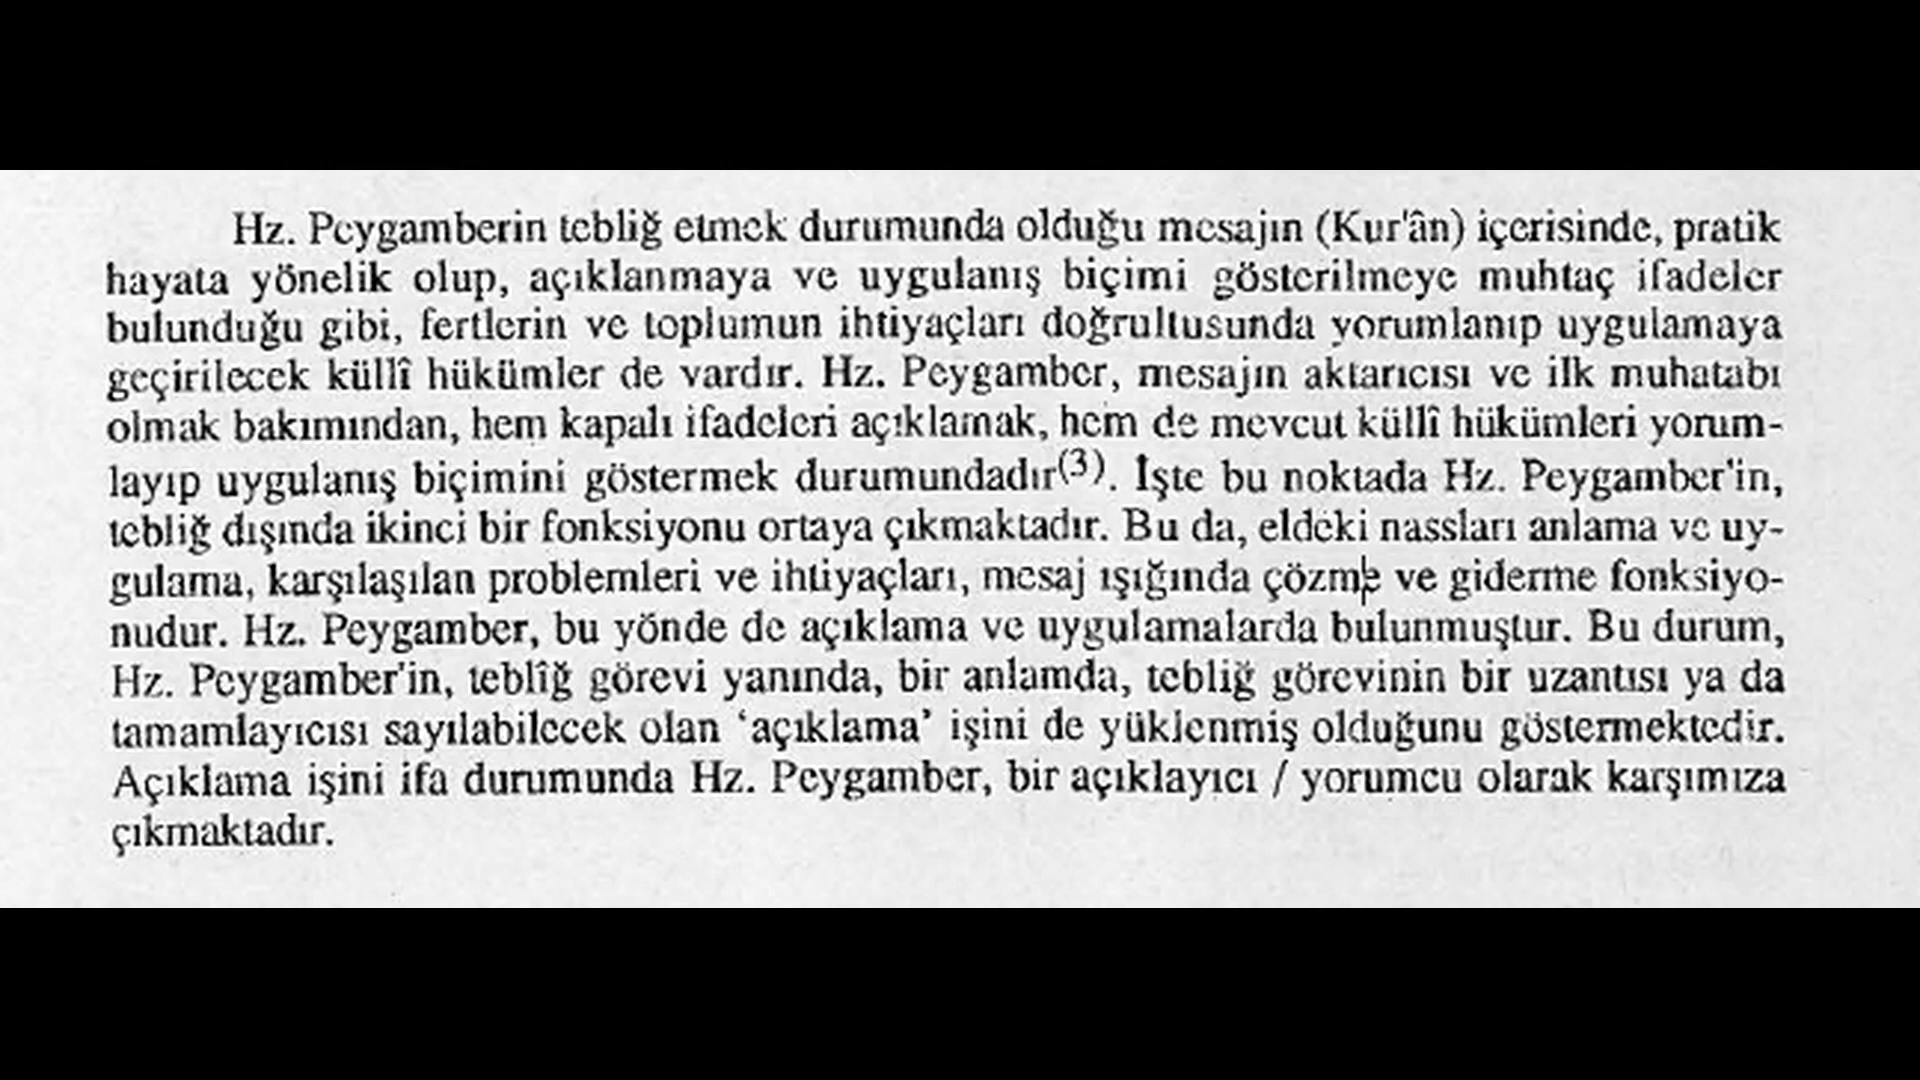 Hz. Peygamberin tebliğ etmek durumunda olduğu mesajın (Kur'ân) içerisinde, pratik
hayata yönelik olup, açıklanmaya ve uygulanış biçimi gösterilmeye muhtaç ifadeler
bulunduğu gibi, fertlerin ve toplumun ihtiyaçları doğrultusunda yorumlanıp uygulamaya
geçirilecek küllî hükümler de vardır. Hz. Peygamber, mesajın aktarıcısı ve ilk muhatabı
olmak bakımından, hem kapalı ifadeleri açıklamak, hem de mevcut küllî hükümleri yorum-
layıp uygulanış biçimini göstermek durumundadır(3). İşte bu noktada Hz. Peygamber'in,
tebliğ dışında ikinci bir fonksiyonu ortaya çıkmaktadır. Bu da, eldeki nassları anlama ve uy-
gulama, karşılaşılan problemleri ve ihtiyaçları, mesaj ışığında çözme ve giderme fonksiyo-
nudur. Hz. Peygamber, bu yönde de açıklama ve uygulamalarda bulunmuştur. Bu durum,
Hz. Peygamber'in, teblîğ görevi yanında, bir anlamda, tebliğ görevinin bir uzantısı ya da
tamamlayıcısı sayılabilecek olan ‘açıklama’ işini de yüklenmiş olduğunu göstermektedir.
Açıklama işini ifa durumunda Hz. Peygamber, bir açıklayıcı / yorumcu olarak karşımıza
çıkmaktadır.